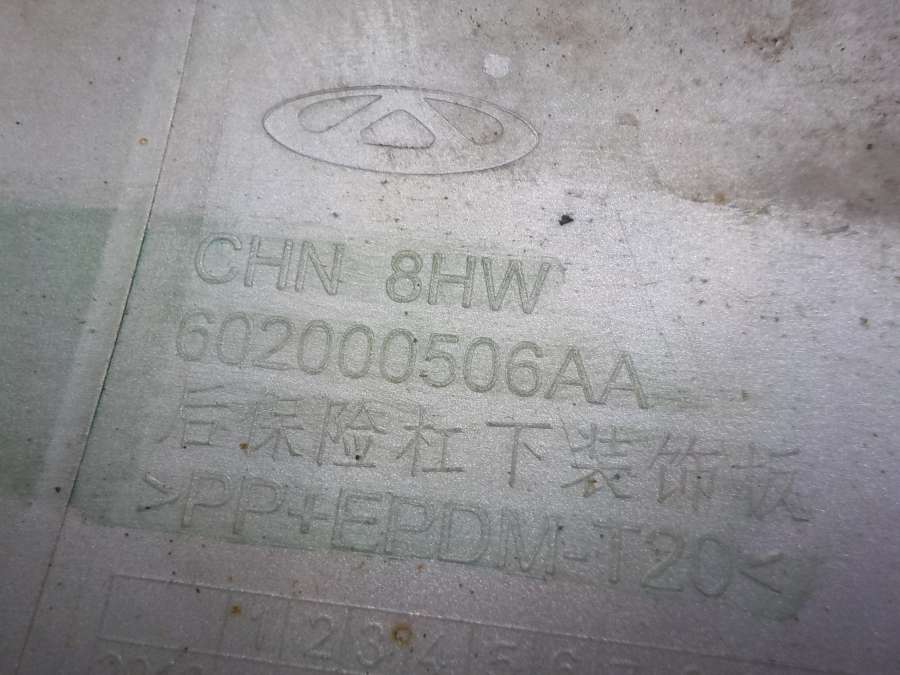 CHN 8HW
602000506AA
后保险杠下装饰板
>PP+EPDM-T20<
1 2 3 4 5 6 7